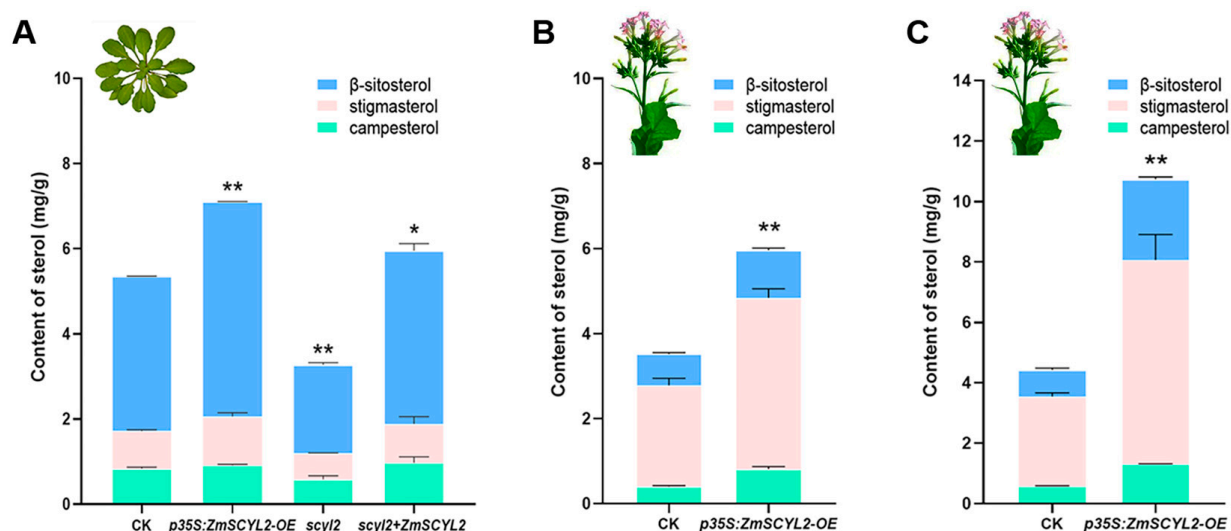 A
Content of sterol (mg/g)
10
8
6
4
2
0
β-sitosterol
stigmasterol
campesterol
**
**
*
CK
p35S:ZmSCYL2-OE
scyl2
scyl2+ZmSCYL2
B
Content of sterol (mg/g)
10
8
6
4
2
0
β-sitosterol
stigmasterol
campesterol
**
CK
p35S:ZmSCYL2-OE
C
Content of sterol (mg/g)
14
12
10
8
6
4
2
0
β-sitosterol
stigmasterol
campesterol
**
CK
p35S:ZmSCYL2-OE